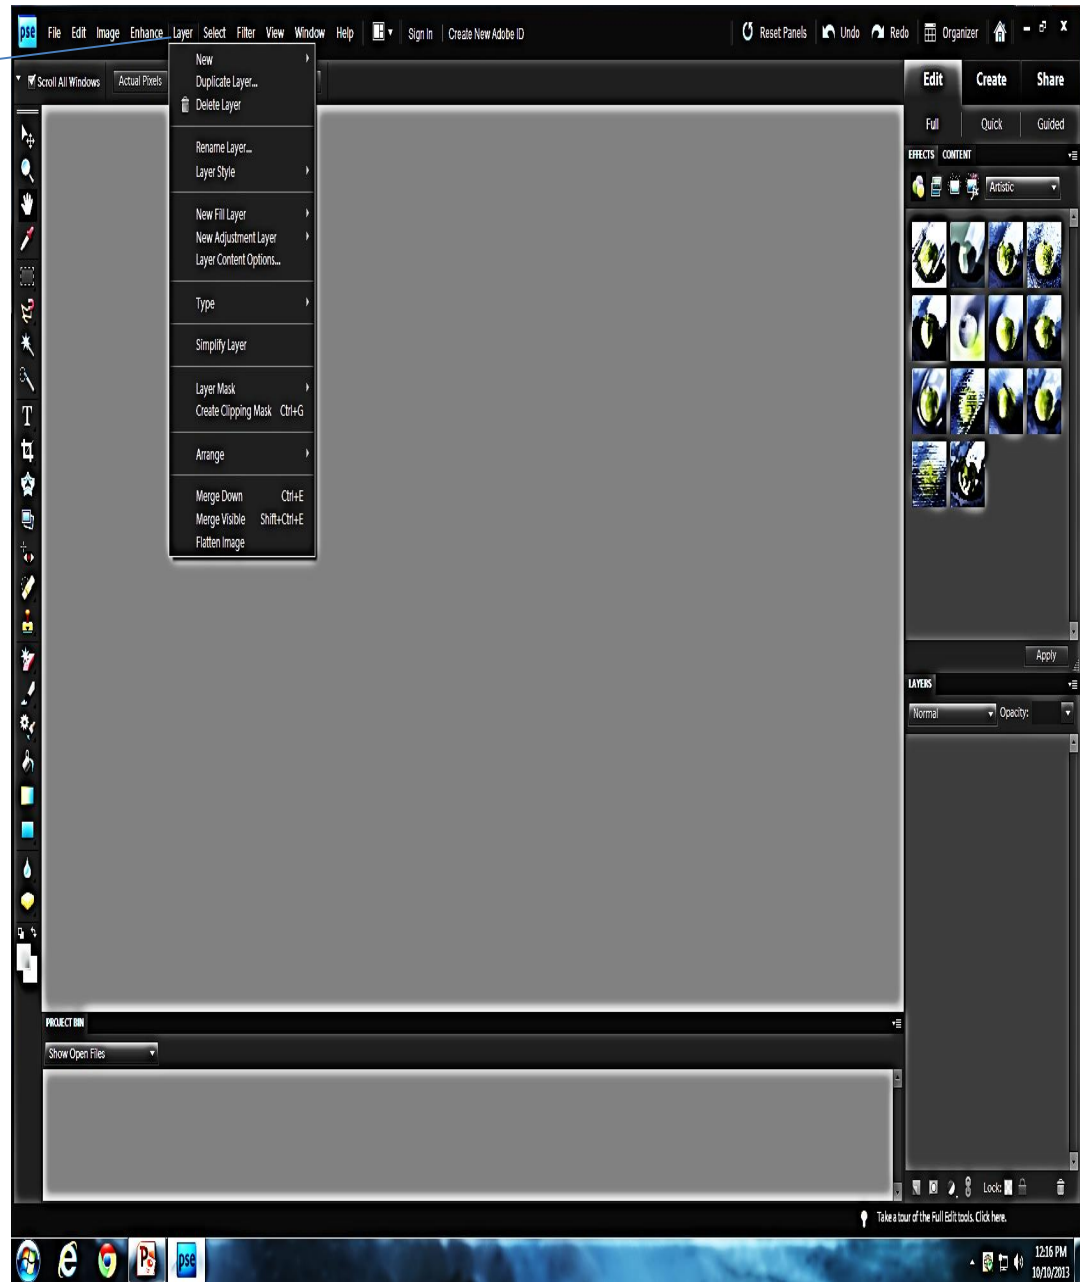 pse File Edit Image Enhance Layer Select Filter View Window Help Sign In Create New Adobe ID Reset Panels Undo Redo Organizer
Scroll All Windows Actual Pixels
Edit Create Share
Full Quick Guided
New
Duplicate Layer...
Delete Layer
Rename Layer...
Layer Style
New Fill Layer
New Adjustment Layer
Layer Content Options...
Type
Simplify Layer
Layer Mask
Create Clipping Mask Ctrl+G
Arrange
Merge Down Ctrl+E
Merge Visible Shift+Ctrl+E
Flatten Image
T
EFFECTS CONTENT
Artistic
Apply
LAYERS
Normal Opacity:
Lock:
PROJECT BIN
Show Open Files
Take a tour of the Full Edit tools. Click here.
pse
12:16 PM
10/10/2013